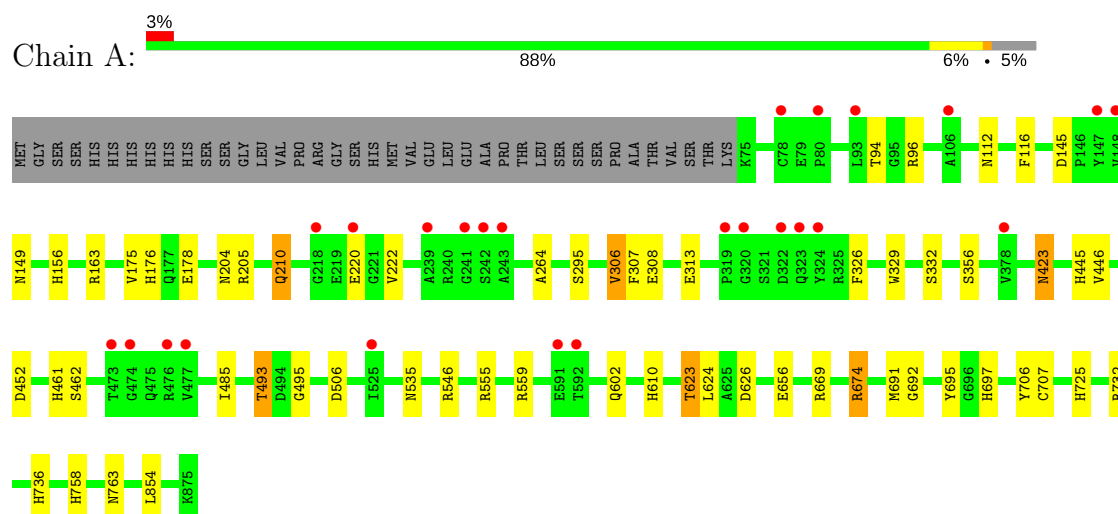 3%
Chain A:
88% 6% • 5%
MET GLY SER SER HIS HIS HIS HIS HIS HIS SER SER GLY LEU VAL PRO ARG GLY SER HIS MET VAL GLU LEU GLU ALA PRO THR LEU SER SER SER PRO ALA THR VAL SER THR LYS K75 C78 E79 P80 L93 T94 G95 R96 A106 N112 F116 D145 P146 Y147
N149 H156 R163 V175 H176 Q177 E178 N204 R205 Q210 G218 E219 E220 G221 V222 A239 R240 G241 S242 A243 A264 S295 V306 F307 E308 E313 P319 G320 S321 D322 Q323 Y324 R325 F326 W329 S332 S356 V378 N423 H445 V446
D452 H461 S462 T473 G474 Q475 R476 V477 I485 T493 D494 G495 D506 I525 N535 R546 R555 R559 E591 T592 Q602 H610 T623 L624 A625 D626 E656 R669 R674 M691 G692 Y695 G696 H697 Y706 C707 H725
H736 H758 N763 L854 K875